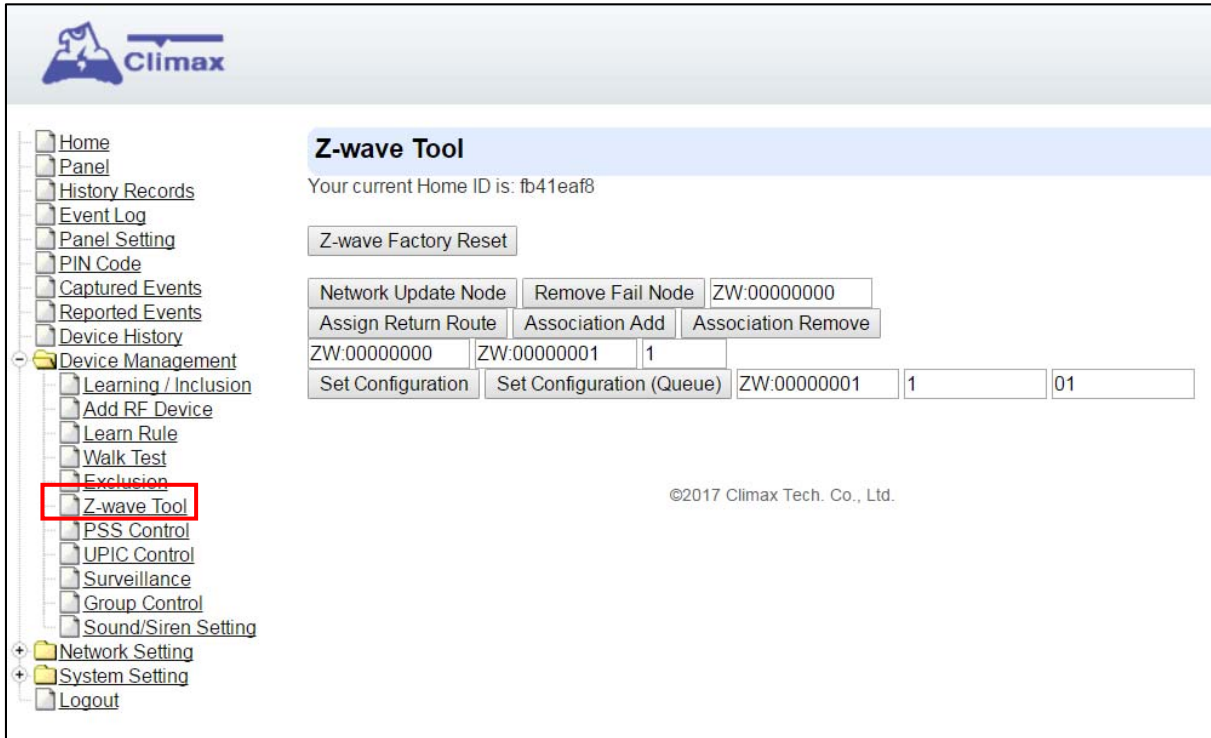 Climax
Home
Panel
History Records
Event Log
Panel Setting
PIN Code
Captured Events
Reported Events
Device History
Device Management
Learning / Inclusion
Add RF Device
Learn Rule
Walk Test
Exclusion
Z-wave Tool
PSS Control
UPIC Control
Surveillance
Group Control
Sound/Siren Setting
Network Setting
System Setting
Logout
Z-wave Tool
Your current Home ID is: fb41eaf8
Z-wave Factory Reset
Network Update Node Remove Fail Node ZW:00000000
Assign Return Route Association Add Association Remove
ZW:00000000 ZW:00000001 1
Set Configuration Set Configuration (Queue) ZW:00000001 1 01
©2017 Climax Tech. Co., Ltd.